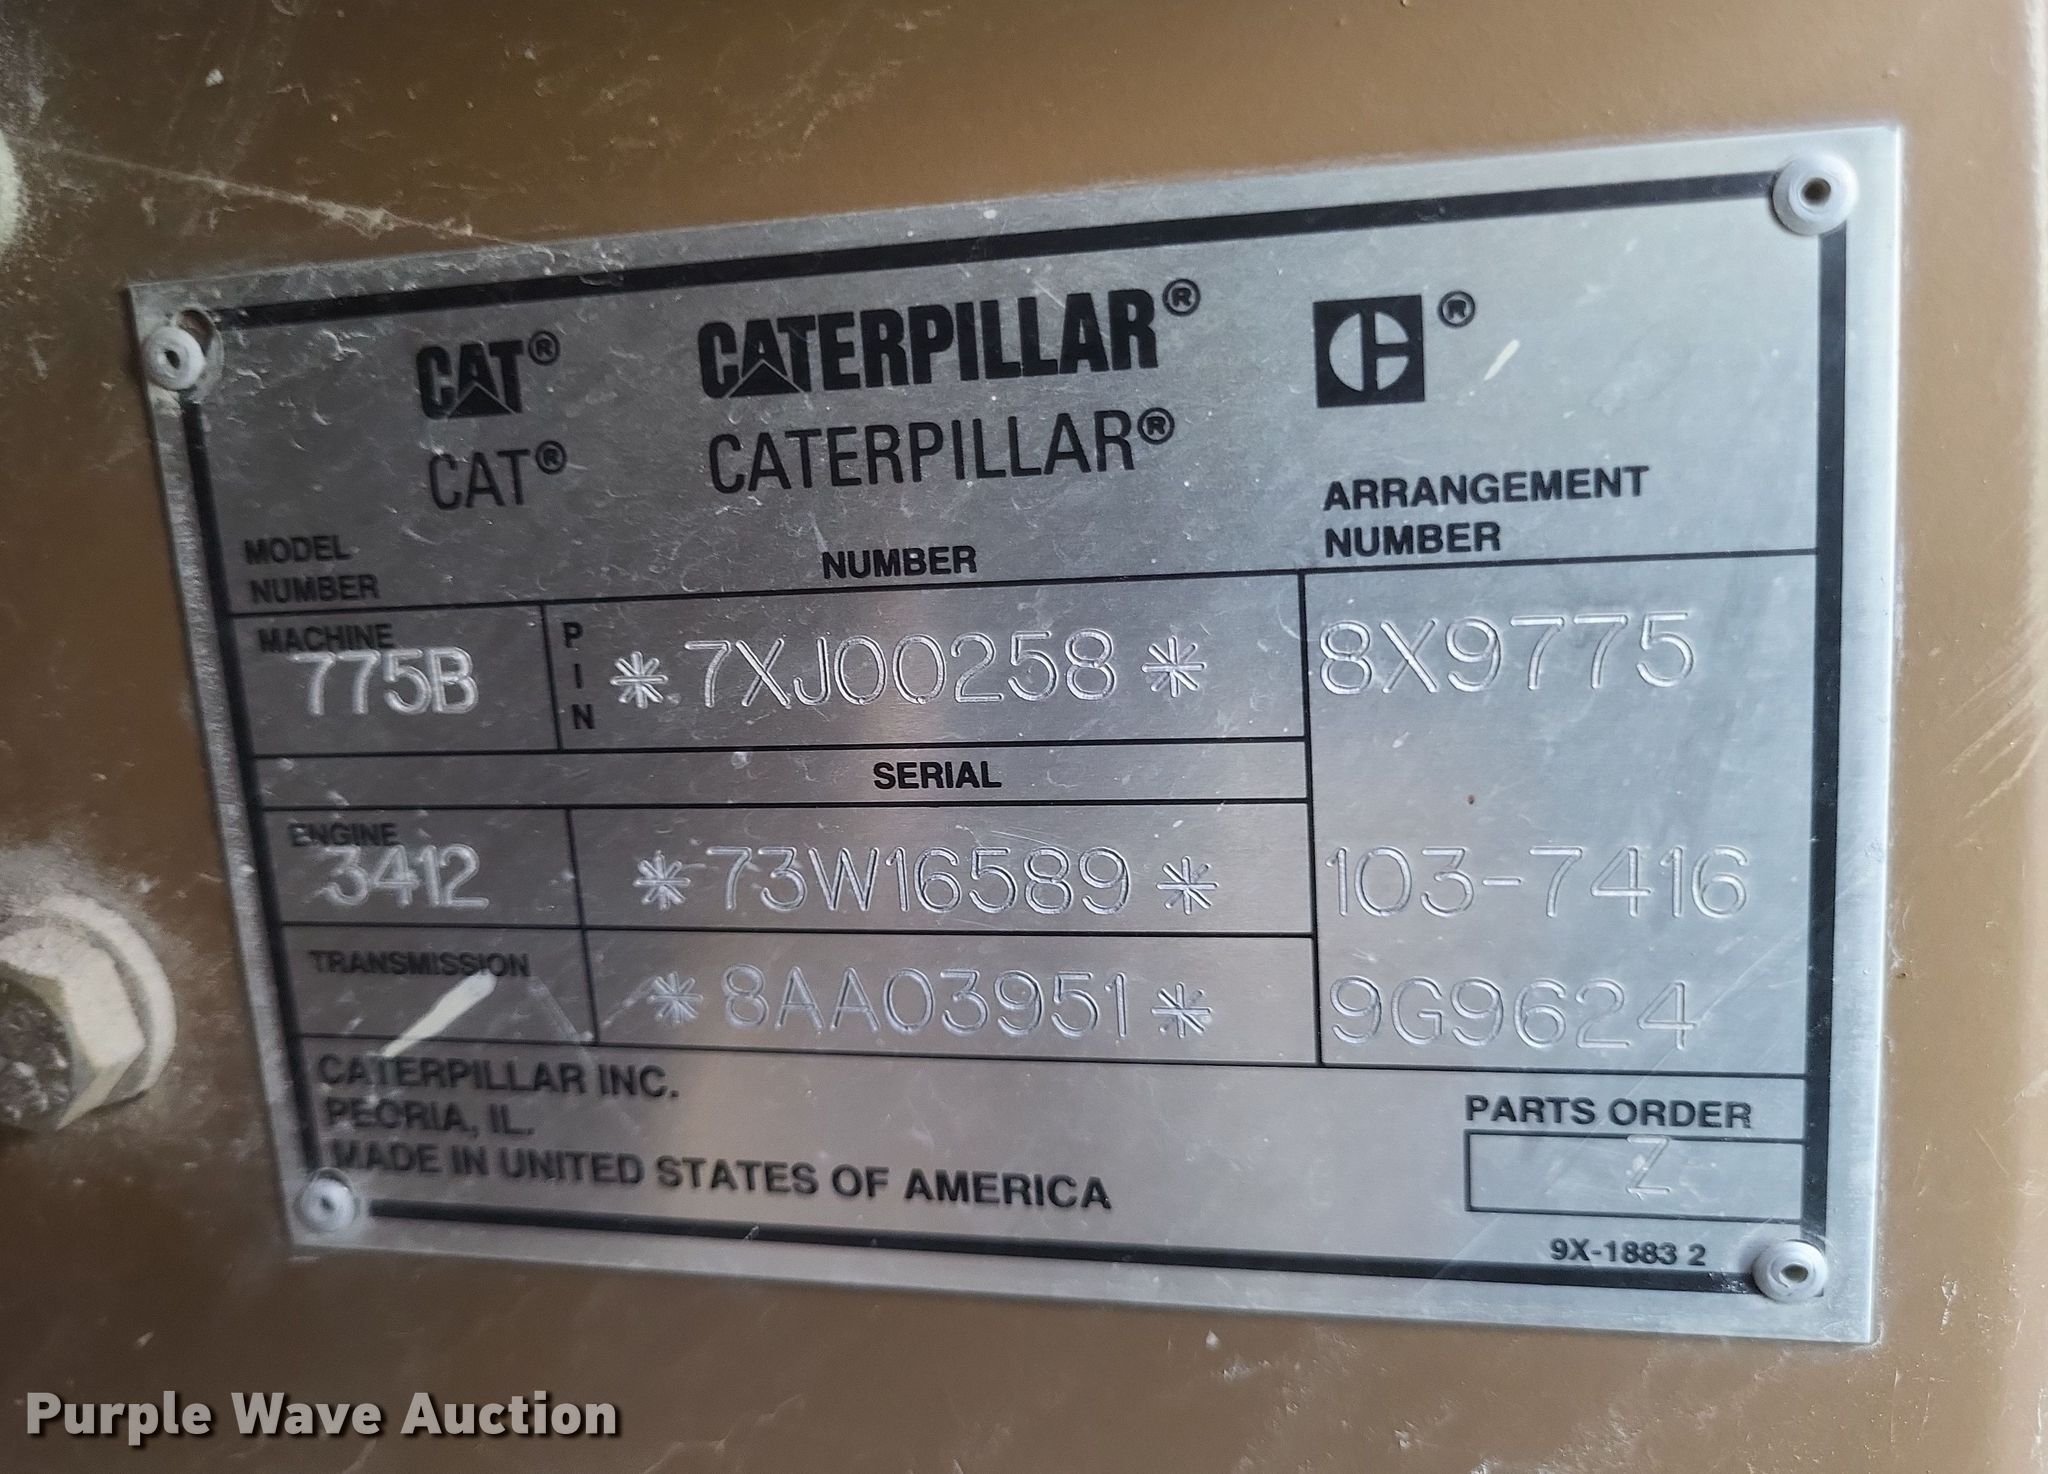 CAT® CATERPILLAR® ®
CAT® CATERPILLAR®
MODEL
NUMBER
NUMBER
ARRANGEMENT
NUMBER
MACHINE
775B
PIN
*7XJ00258*
8X9775
SERIAL
ENGINE
3412
*73W16589*
103-7416
TRANSMISSION
*8AA03951*
9G9624
CATERPILLAR INC.
PEORIA, IL.
MADE IN UNITED STATES OF AMERICA
PARTS ORDER
Z
9X-1883 2
Purple Wave Auction